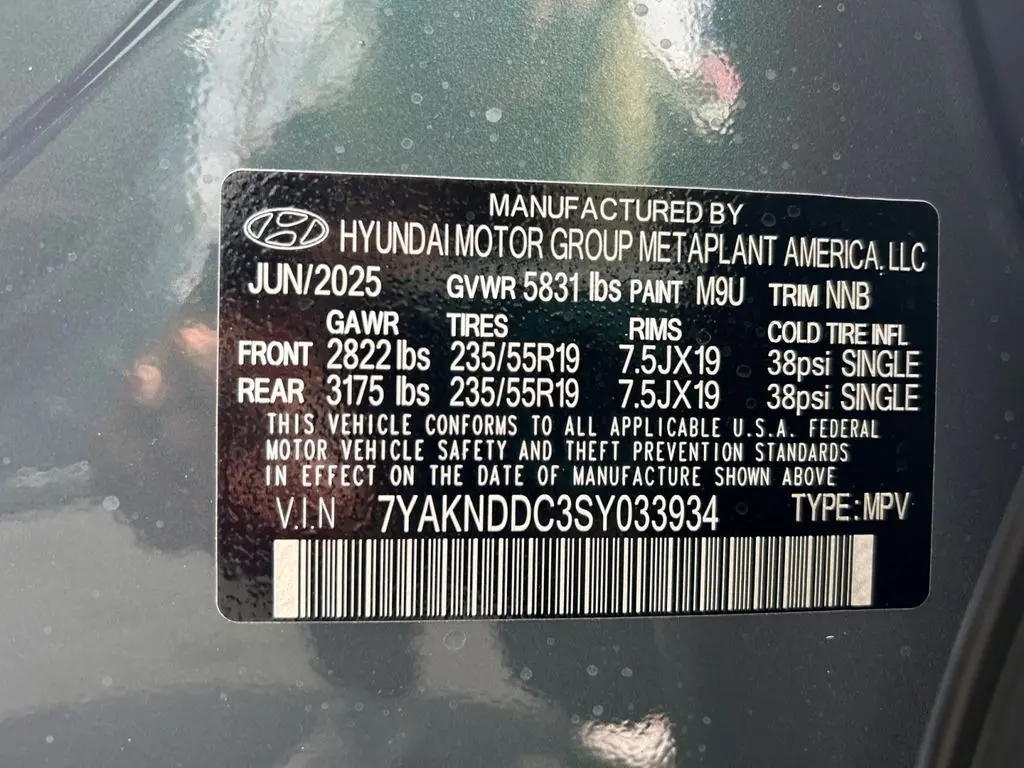 MANUFACTURED BY
HYUNDAI MOTOR GROUP METAPLANT AMERICA, LLC
JUN/2025 GVWR 5831 lbs PAINT M9U TRIM NNB
GAWR TIRES RIMS COLD TIRE INFL
FRONT 2822 lbs 235/55R19 7.5JX19 38psi SINGLE
REAR 3175 lbs 235/55R19 7.5JX19 38psi SINGLE
THIS VEHICLE CONFORMS TO ALL APPLICABLE U.S.A. FEDERAL
MOTOR VEHICLE SAFETY AND THEFT PREVENTION STANDARDS
IN EFFECT ON THE DATE OF MANUFACTURE SHOWN ABOVE
V.I.N 7YAKNDDC3SY033934 TYPE:MPV